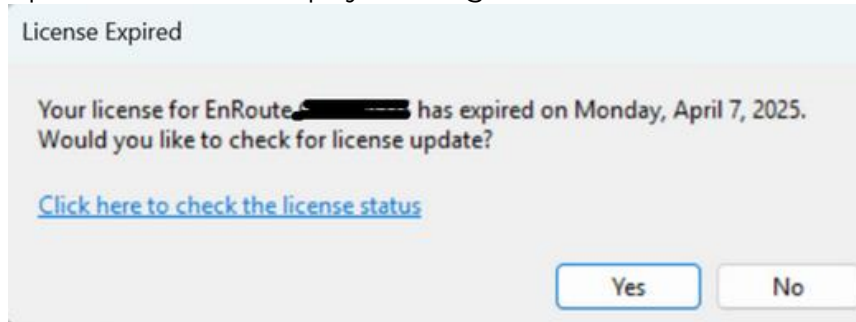 License Expired
Your license for EnRoute has expired on Monday, April 7, 2025.
Would you like to check for license update?
Click here to check the license status
Yes
No